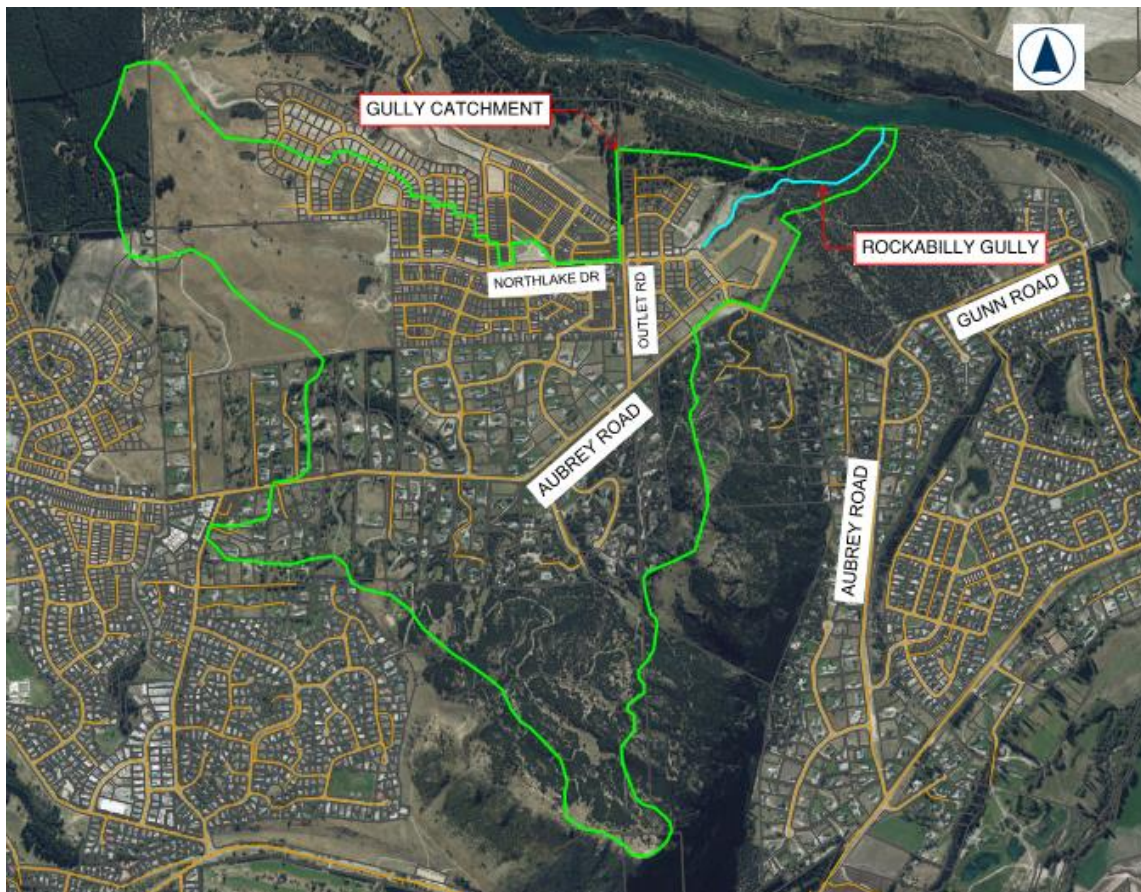 GULLY CATCHMENT
ROCKABILLY GULLY
NORTHLAKE DR
OUTLET RD
GUNN ROAD
AUBREY ROAD
AUBREY ROAD